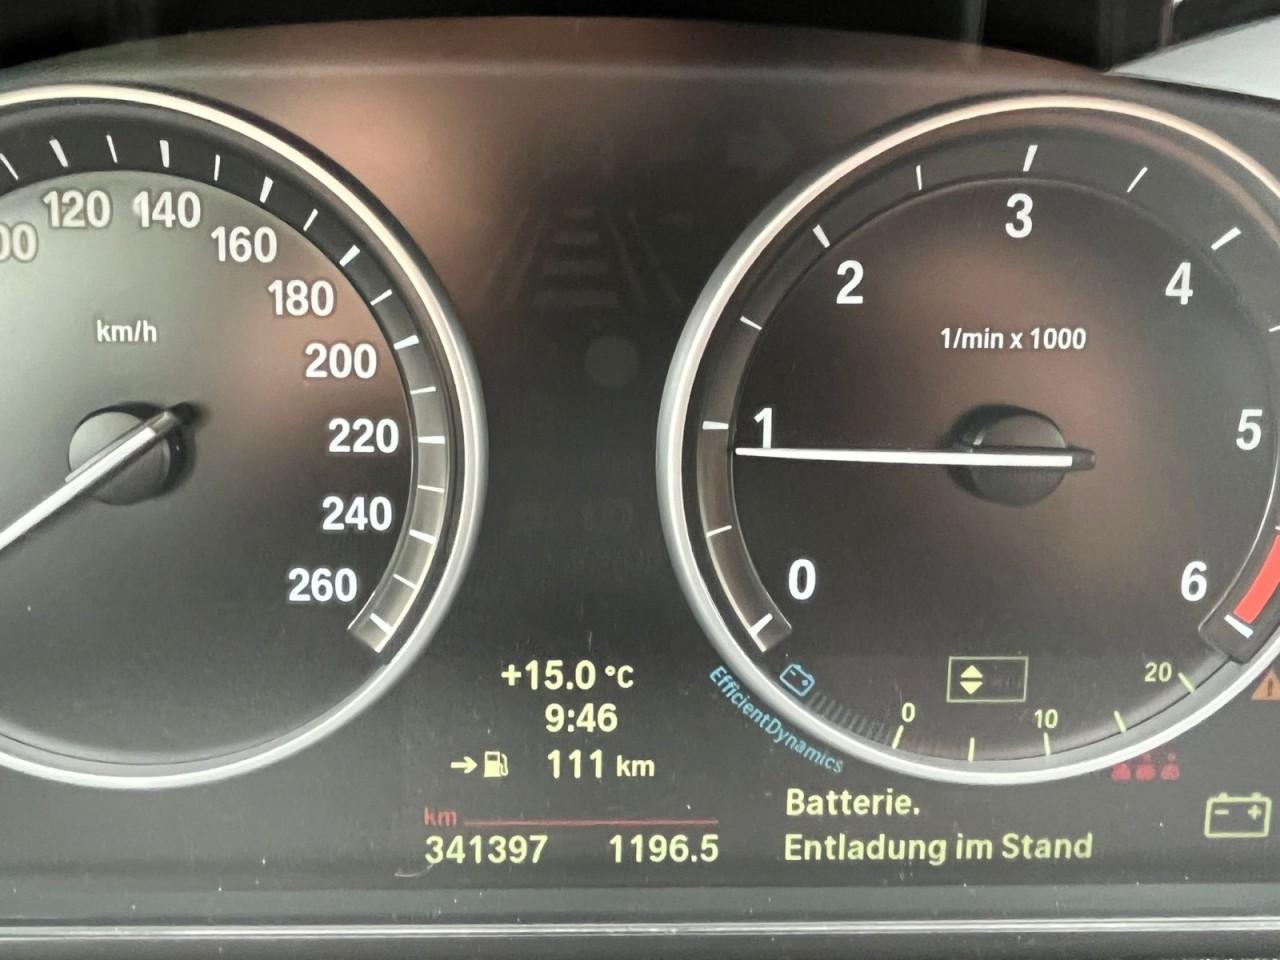 120
140
160
180
km/h
200
220
240
260
1/min x 1000
0
1
2
3
4
5
6
+15.0 °C
9:46
111 km
EfficientDynamics
0
10
20
km
341397 1196.5
Batterie.
Entladung im Stand